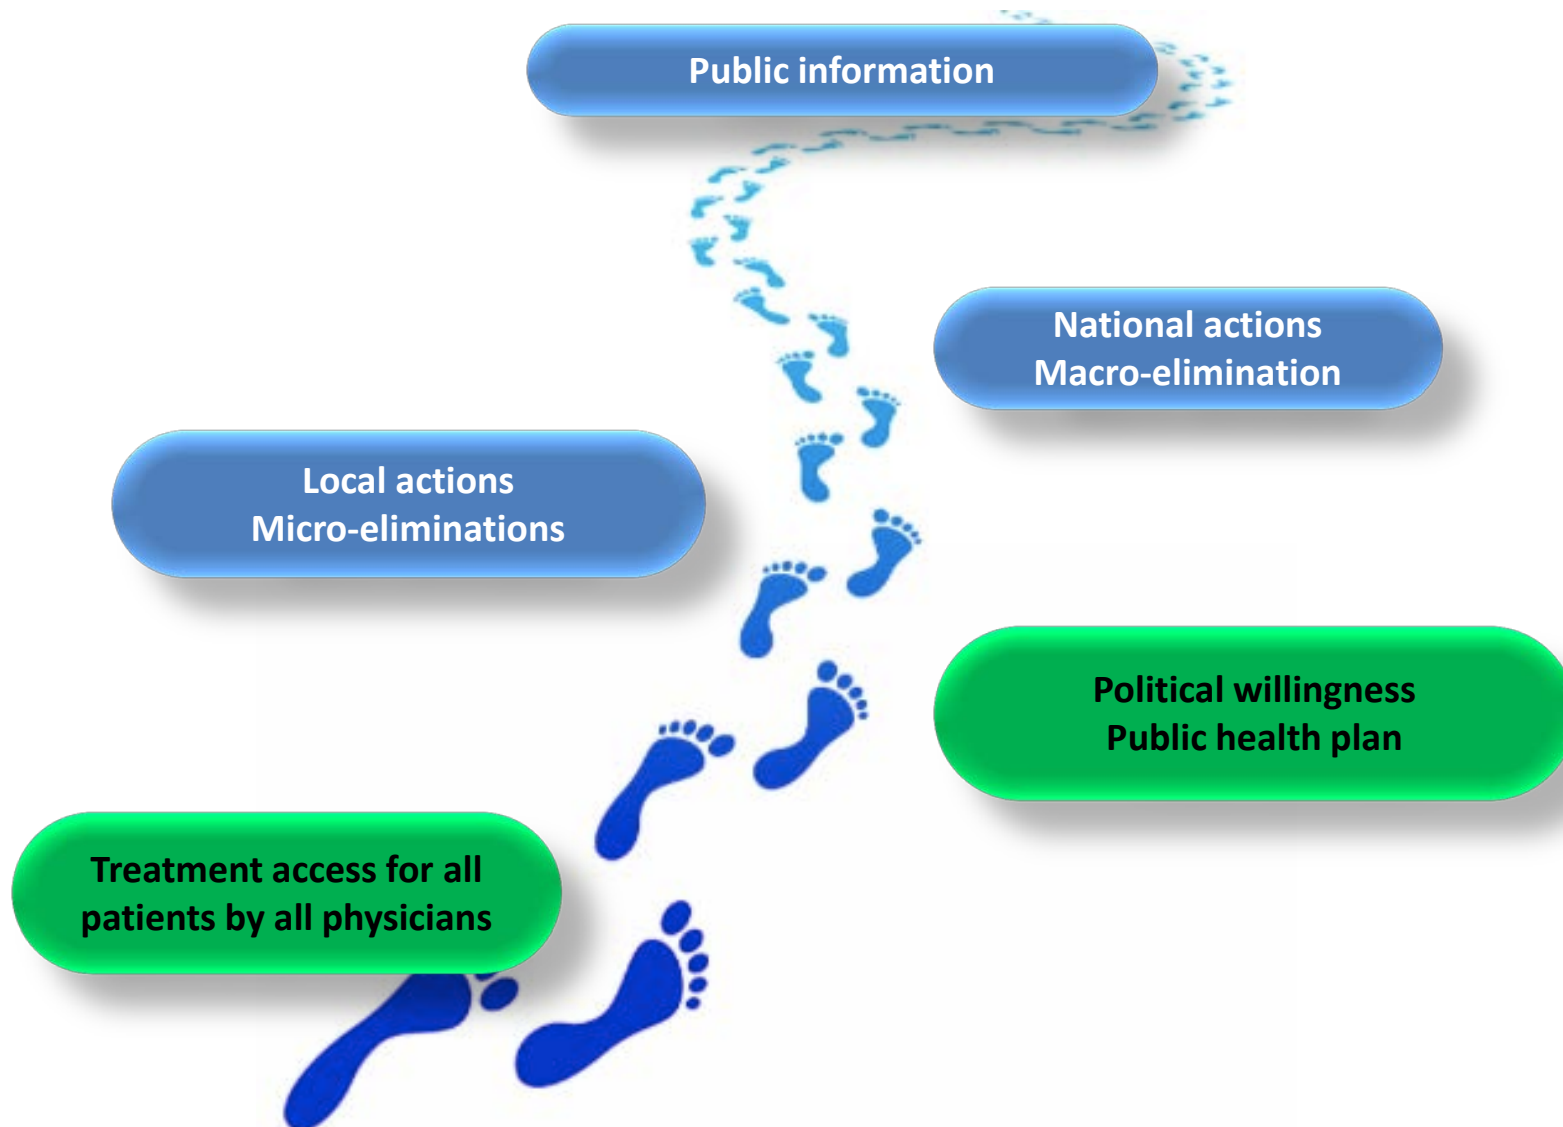 Public information
National actions
Macro-elimination
Local actions
Micro-eliminations
Political willingness
Public health plan
Treatment access for all
patients by all physicians